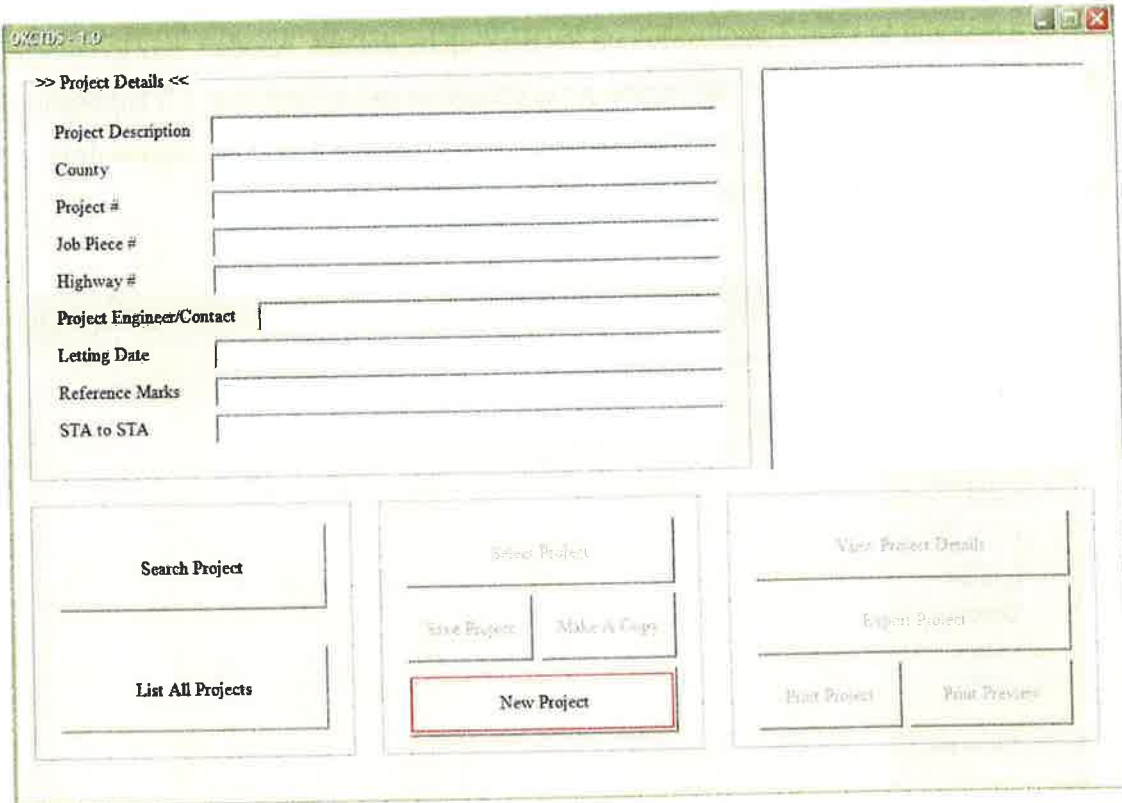 - 1.0
>> Project Details <<
Project Description
County
Project #
Job Piece #
Highway #
Project Engineer/Contact
Letting Date
Reference Marks
STA to STA
Search Project
List All Projects
Select Project
Save Project
Make A Copy
New Project
View Project Details
Export Project
Print Project
Print Preview